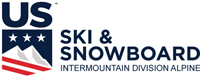 US
SKI &
SNOWBOARD
INTERMOUNTAIN DIVISION ALPINE